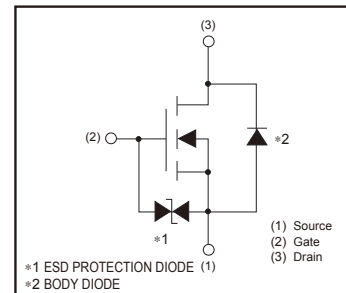 (3)
(2)
∗2
∗1
(1) Source
(2) Gate
(3) Drain
∗1 ESD PROTECTION DIODE (1)
∗2 BODY DIODE